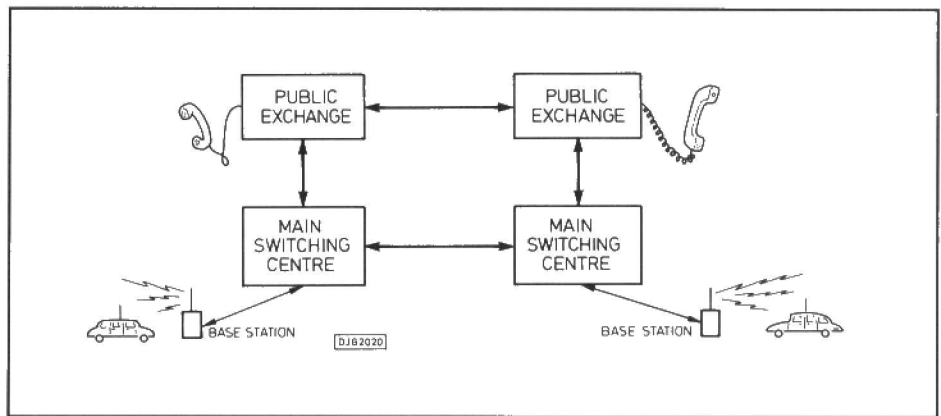 PUBLIC
EXCHANGE
PUBLIC
EXCHANGE
MAIN
SWITCHING
CENTRE
MAIN
SWITCHING
CENTRE
BASE STATION
BASE STATION
DJ82020